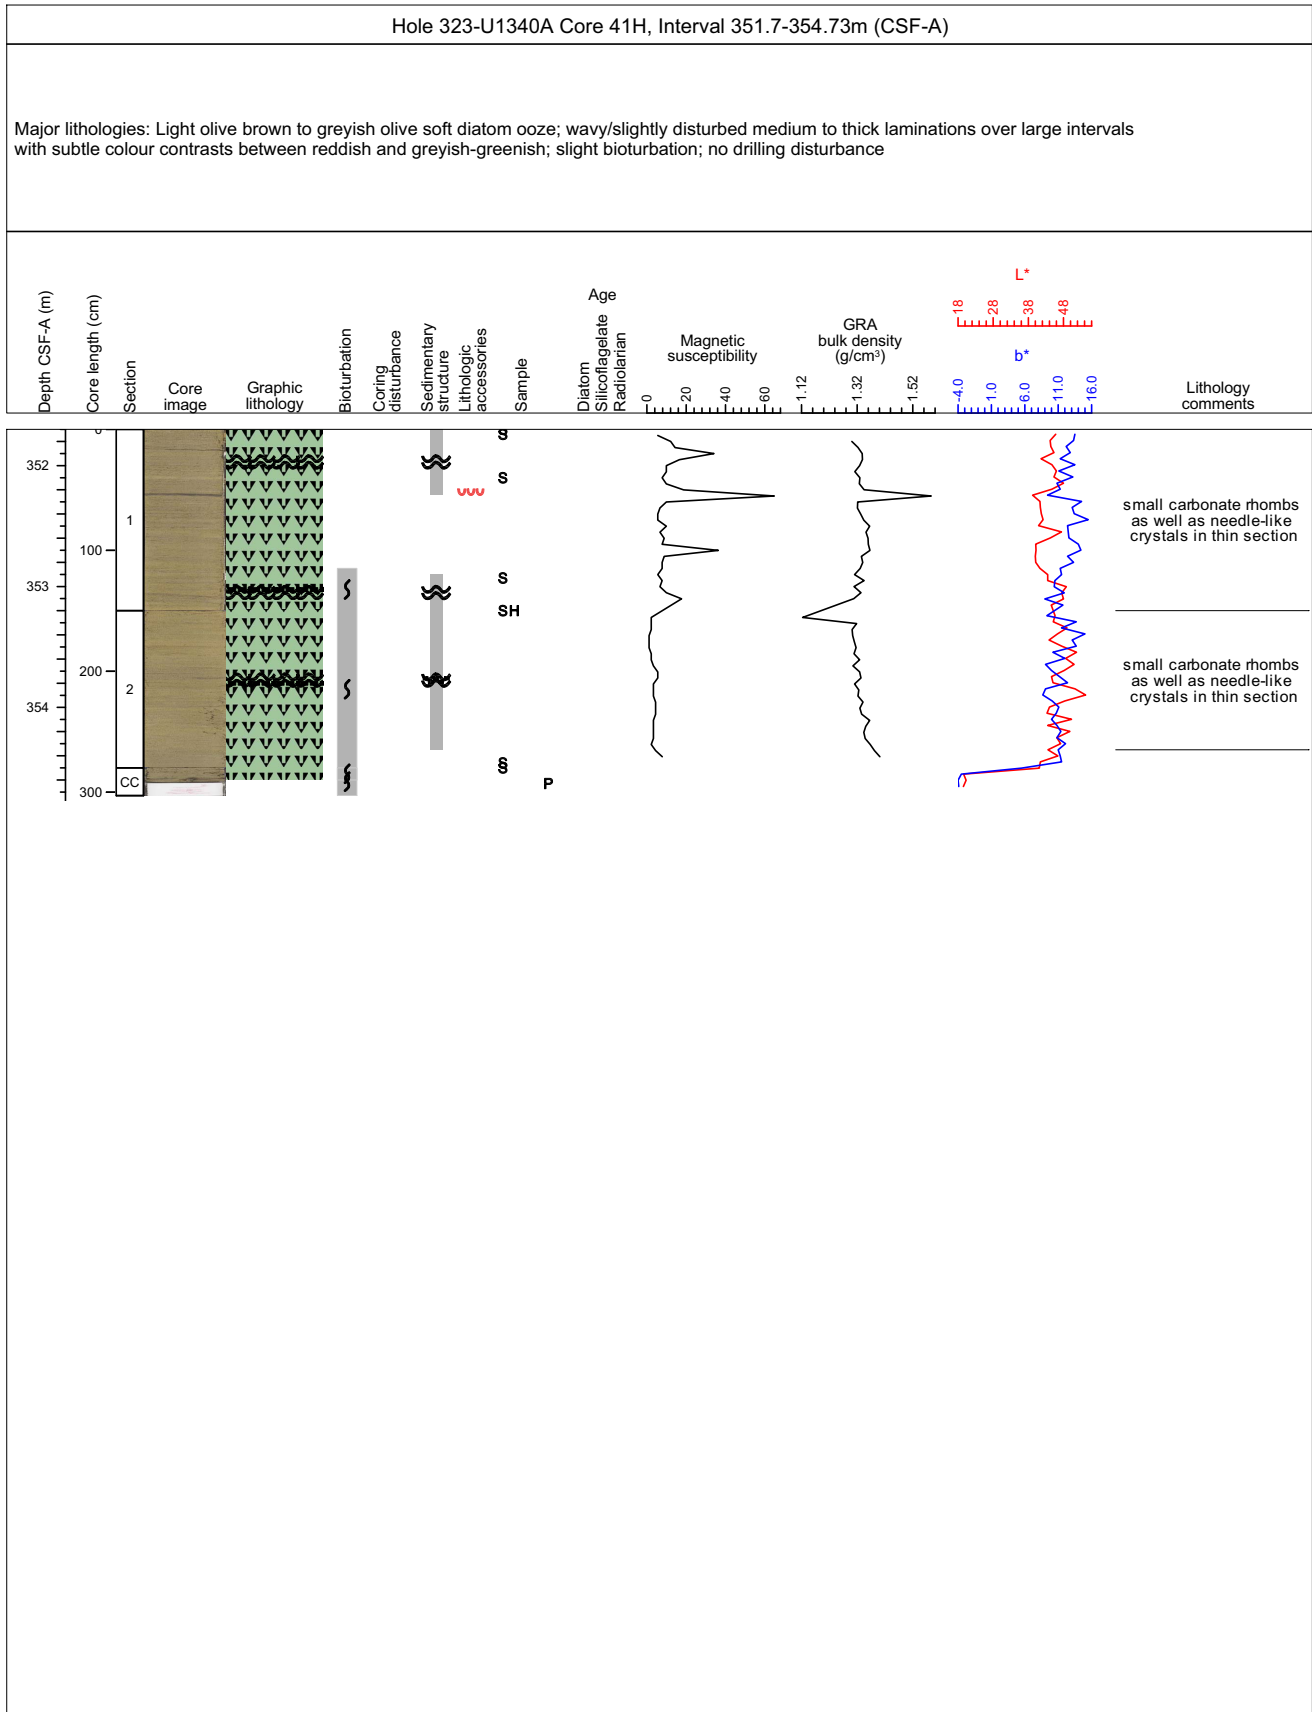 Hole 323-U1340A Core 41H, Interval 351.7-354.73m (CSF-A)
Major lithologies: Light olive brown to greyish olive soft diatom ooze; wavy/slightly disturbed medium to thick laminations over large intervals
with subtle colour contrasts between reddish and greyish-greenish; slight bioturbation; no drilling disturbance
Depth CSF-A (m)
Core length (cm)
Section
Core
image
Graphic
lithology
Bioturbation
Coring
disturbance
Sedimentary
structure
Lithologic
accessories
Sample
Age
Diatom
Silicoflagelate
Radiolarian
Magnetic
susceptibility
0 20 40 60
GRA
bulk density
(g/cm³)
1.12 1.32 1.52
L*
18 28 38 48
b*
-4.0 1.0 6.0 11.0 16.0
Lithology
comments
0
S
352
S
1
small carbonate rhombs
as well as needle-like
crystals in thin section
100
S
353
SH
200
2
small carbonate rhombs
as well as needle-like
crystals in thin section
354
S
S
CC
P
300